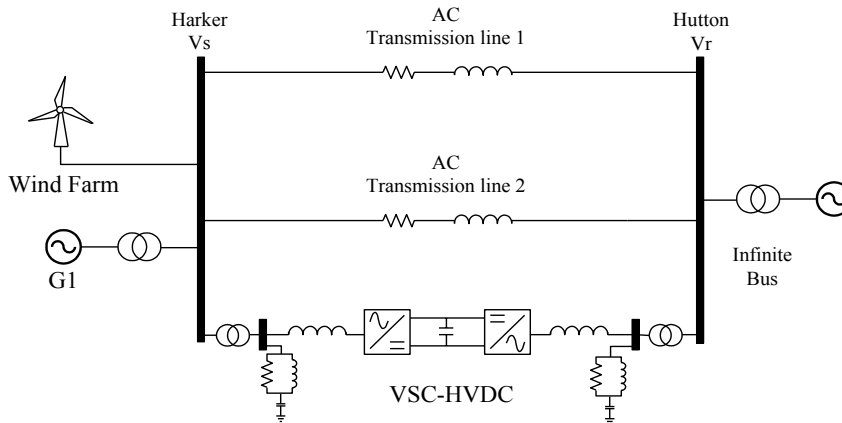 Harker
Vs
AC
Transmission line 1
Hutton
Vr
Wind Farm
AC
Transmission line 2
G1
Infinite
Bus
VSC-HVDC